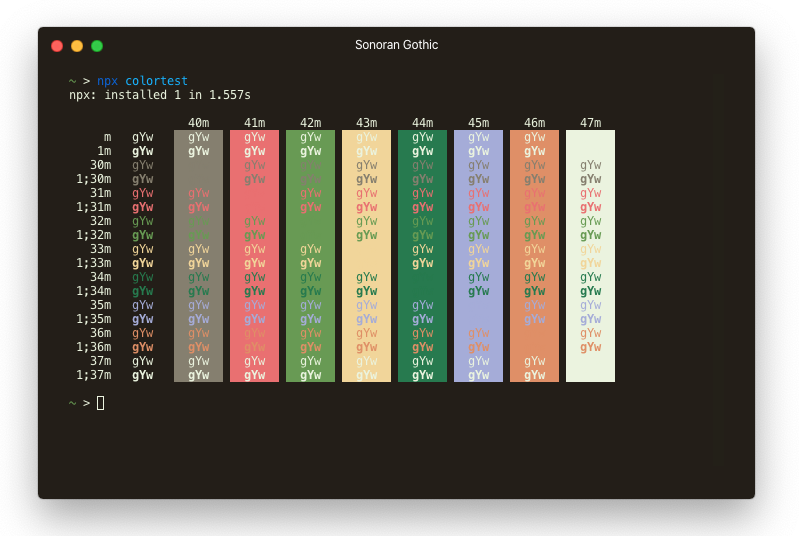 Sonoran Gothic
~ > npx colortest
npx: installed 1 in 1.557s
40m 41m 42m 43m 44m 45m 46m 47m
m gYw gYw gYw gYw gYw gYw gYw gYw
1m gYw gYw gYw gYw gYw gYw gYw gYw
30m gYw gYw gYw gYw gYw gYw gYw gYw
1;30m gYw gYw gYw gYw gYw gYw gYw gYw
31m gYw gYw gYw gYw gYw gYw gYw gYw
1;31m gYw gYw gYw gYw gYw gYw gYw gYw
32m gYw gYw gYw gYw gYw gYw gYw gYw
1;32m gYw gYw gYw gYw gYw gYw gYw gYw
33m gYw gYw gYw gYw gYw gYw gYw gYw
1;33m gYw gYw gYw gYw gYw gYw gYw gYw
34m gYw gYw gYw gYw gYw gYw gYw gYw
1;34m gYw gYw gYw gYw gYw gYw gYw gYw
35m gYw gYw gYw gYw gYw gYw gYw gYw
1;35m gYw gYw gYw gYw gYw gYw gYw gYw
36m gYw gYw gYw gYw gYw gYw gYw gYw
1;36m gYw gYw gYw gYw gYw gYw gYw gYw
37m gYw gYw gYw gYw gYw gYw gYw gYw
1;37m gYw gYw gYw gYw gYw gYw gYw gYw
~ >